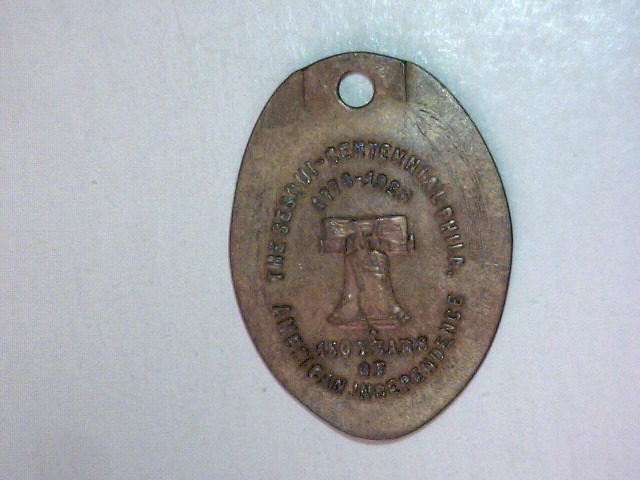 THE SESQUI-CENTENNIAL PHILA.
1776-1926
150 YEARS
OF
AMERICAN INDEPENDENCE